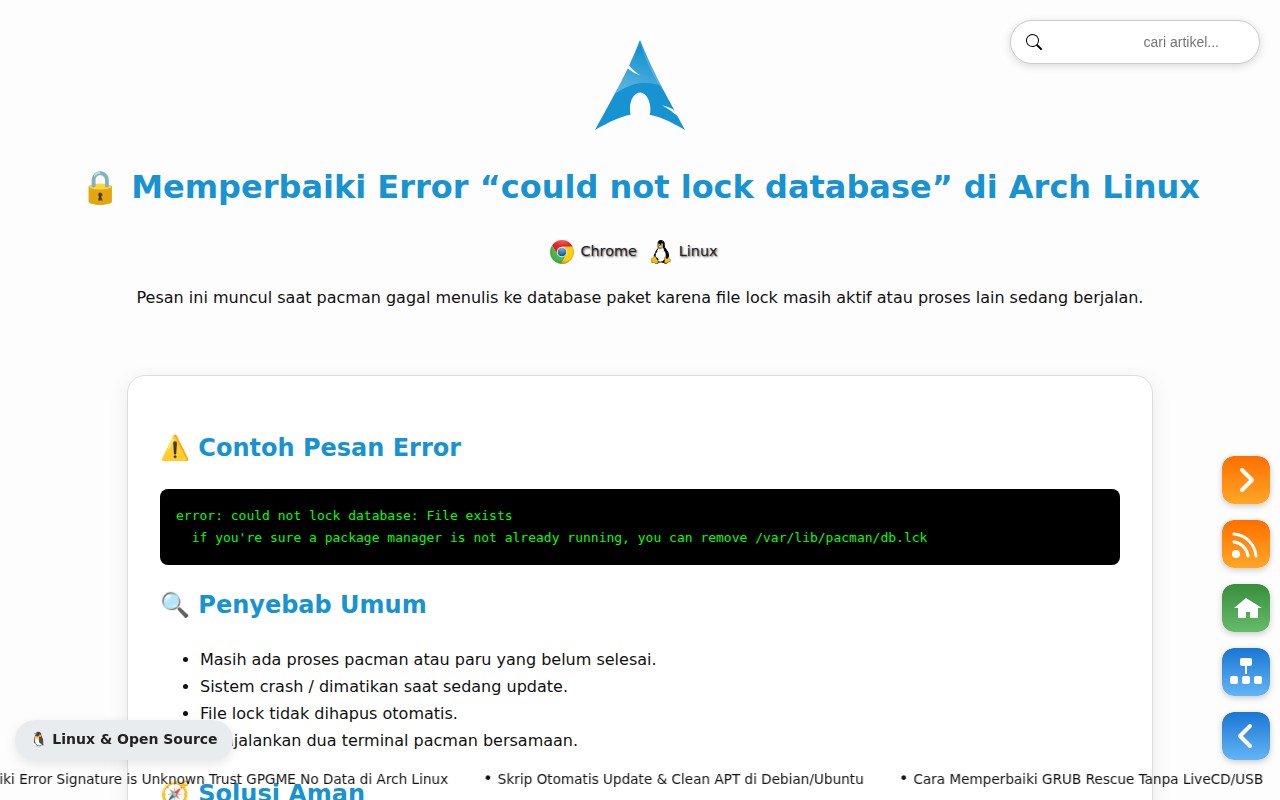 cari artikel...
🔒 Memperbaiki Error “could not lock database” di Arch Linux
Chrome Linux
Pesan ini muncul saat pacman gagal menulis ke database paket karena file lock masih aktif atau proses lain sedang berjalan.
⚠️ Contoh Pesan Error
error: could not lock database: File exists
if you're sure a package manager is not already running, you can remove /var/lib/pacman/db.lck
🔍 Penyebab Umum
• Masih ada proses pacman atau paru yang belum selesai.
• Sistem crash / dimatikan saat sedang update.
• File lock tidak dihapus otomatis.
jalankan dua terminal pacman bersamaan.
🐧 Linux & Open Source
iki Error Signature is Unknown Trust GPGME No Data di Arch Linux • Skrip Otomatis Update & Clean APT di Debian/Ubuntu • Cara Memperbaiki GRUB Rescue Tanpa LiveCD/USB
🧭 Solusi Aman